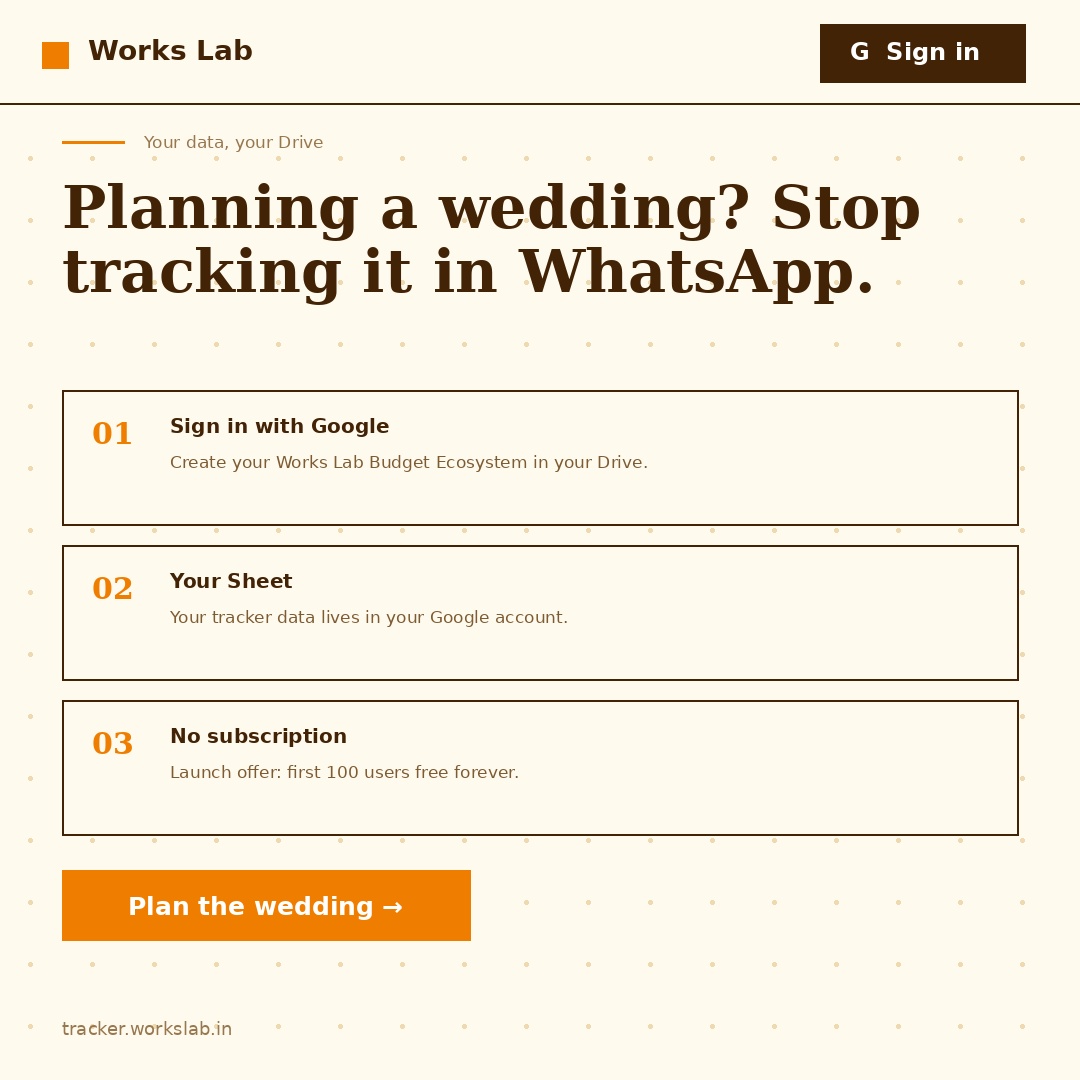 Works Lab
G Sign in
Your data, your Drive
Planning a wedding? Stop
tracking it in WhatsApp.
01
Sign in with Google
Create your Works Lab Budget Ecosystem in your Drive.
02
Your Sheet
Your tracker data lives in your Google account.
03
No subscription
Launch offer: first 100 users free forever.
Plan the wedding →
tracker.workslab.in